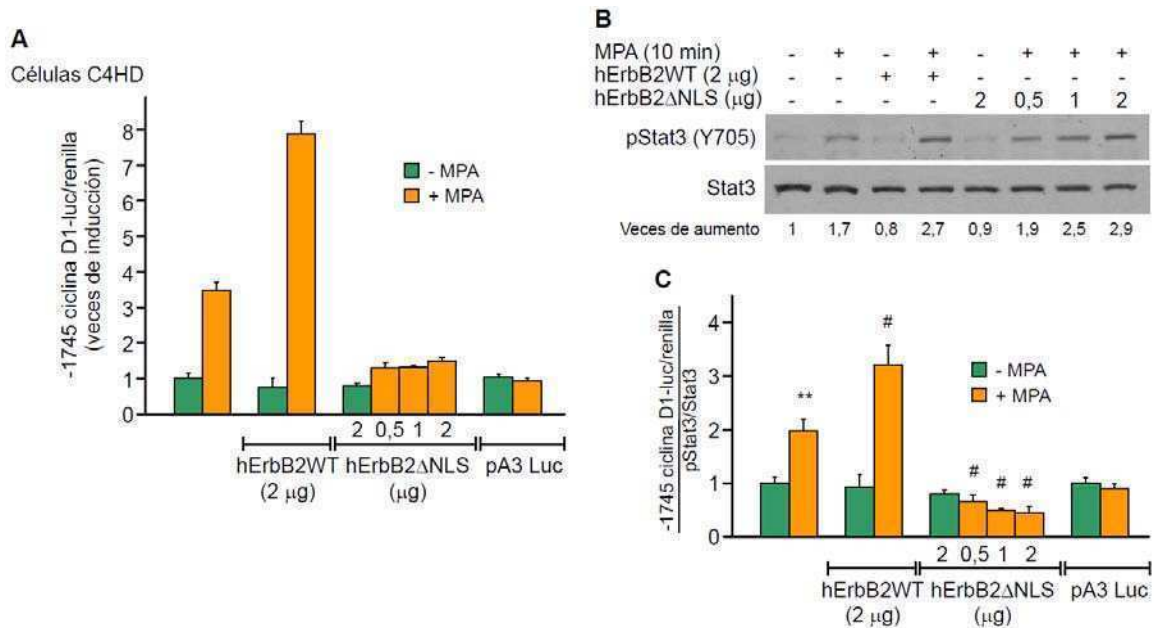 A
Células C4HD
-1745 ciclina D1-luc/renilla
(veces de inducción)
8
7
6
5
4
3
2
1
0
- MPA
+ MPA
2 0,5 1 2
hErbB2WT hErbB2ΔNLS pA3 Luc
(2 μg) (μg)
B
MPA (10 min) - + - + - + + +
hErbB2WT (2 μg) - - + + - - - -
hErbB2ΔNLS (μg) - - - - 2 0,5 1 2
pStat3 (Y705)
Stat3
Veces de aumento 1 1,7 0,8 2,7 0,9 1,9 2,5 2,9
C
-1745 ciclina D1-luc/renilla
pStat3/Stat3
4
3
2
1
0
**
#
# # #
- MPA
+ MPA
2 0,5 1 2
hErbB2WT hErbB2ΔNLS pA3 Luc
(2 μg) (μg)